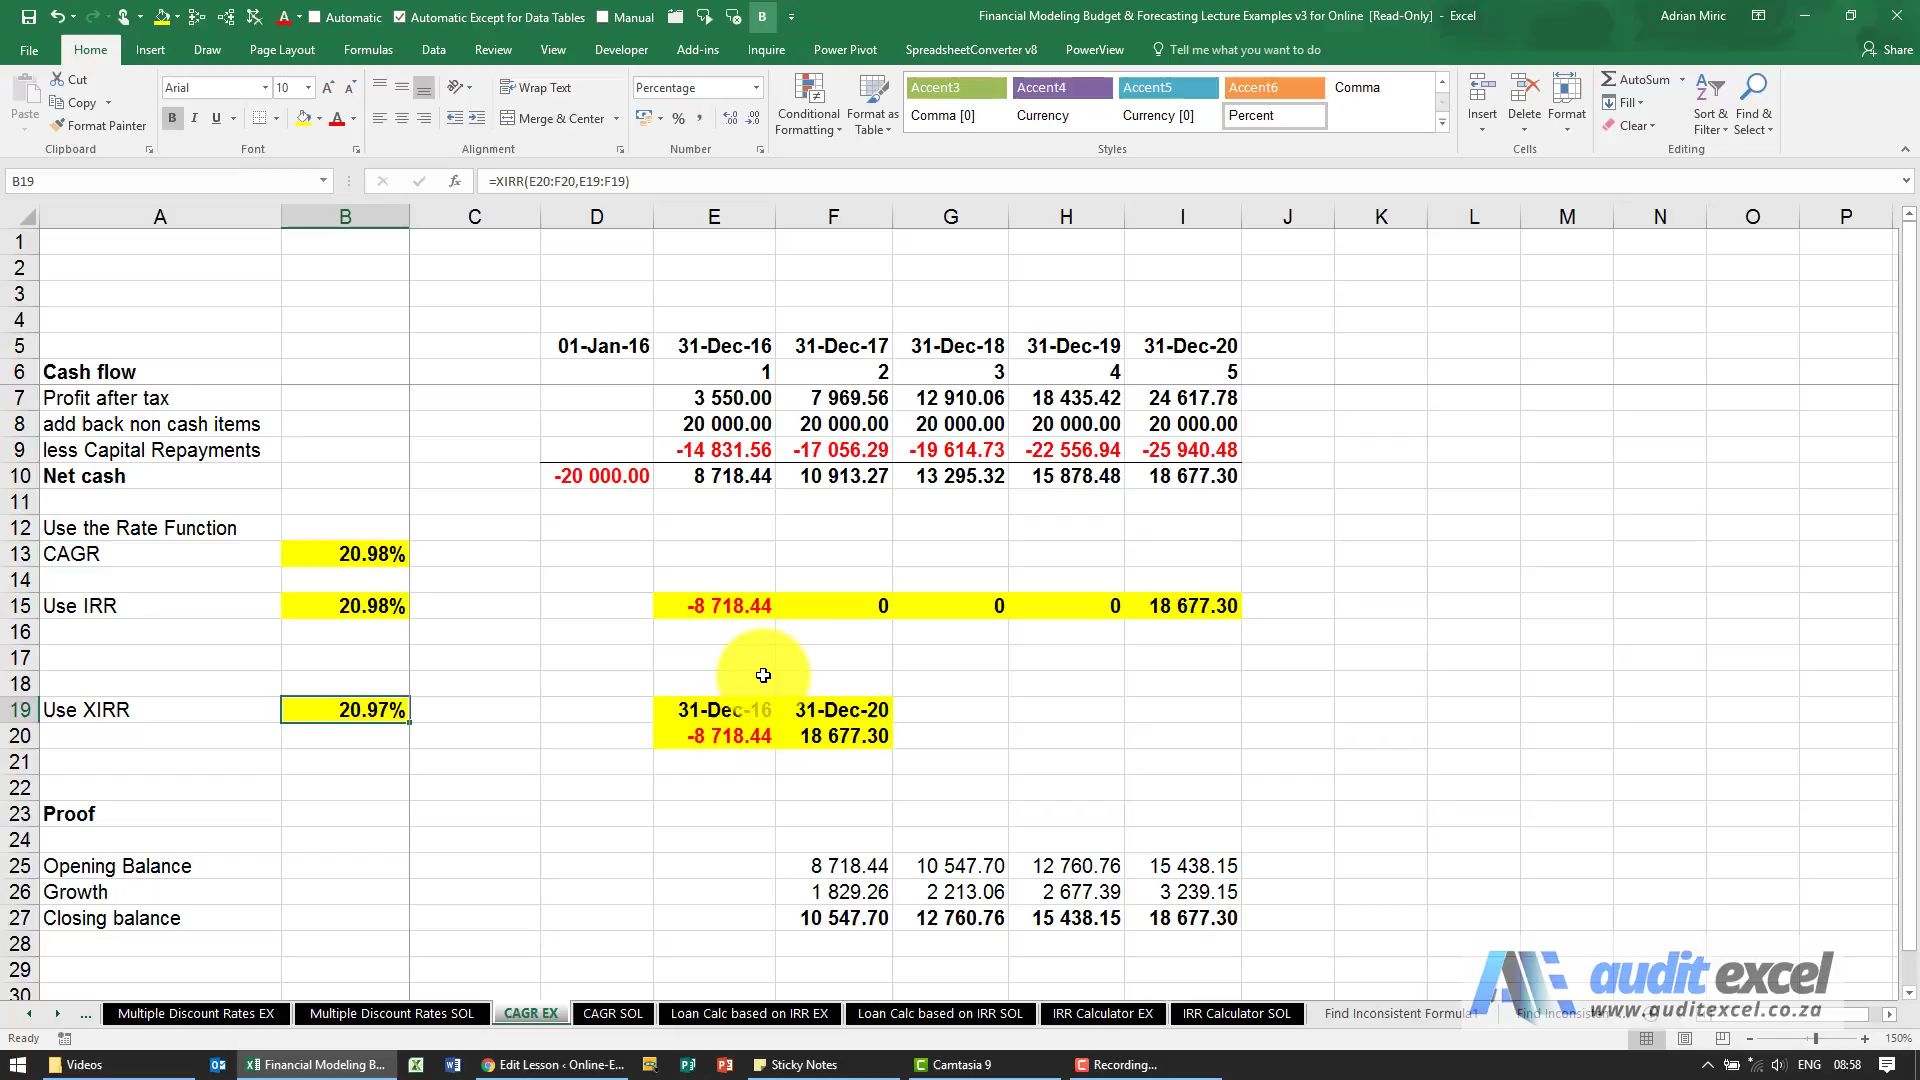 Automatic Automatic Except for Data Tables Manual B Financial Modeling Budget & Forecasting Lecture Examples v3 for Online [Read-Only] - Excel Adrian Miric
File Home Insert Draw Page Layout Formulas Data Review View Developer Add-ins Inquire Power Pivot SpreadsheetConverter v8 PowerView Tell me what you want to do Share
Paste Cut Copy Format Painter Clipboard
Arial 10 B I U Font
Wrap Text Merge & Center Alignment
Percentage % , Number
Conditional Formatting Format as Table
Accent3 Accent4 Accent5 Accent6 Comma
Comma [0] Currency Currency [0] Percent
Styles
Insert Delete Format Cells
AutoSum Fill Clear Sort & Filter Find & Select Editing
B19 fx =XIRR(E20:F20,E19:F19)
A B C D E F G H I J K L M N O P
1
2
3
4
5 01-Jan-16 31-Dec-16 31-Dec-17 31-Dec-18 31-Dec-19 31-Dec-20
6 Cash flow 1 2 3 4 5
7 Profit after tax 3 550.00 7 969.56 12 910.06 18 435.42 24 617.78
8 add back non cash items 20 000.00 20 000.00 20 000.00 20 000.00 20 000.00
9 less Capital Repayments -14 831.56 -17 056.29 -19 614.73 -22 556.94 -25 940.48
10 Net cash -20 000.00 8 718.44 10 913.27 13 295.32 15 878.48 18 677.30
11
12 Use the Rate Function
13 CAGR 20.98%
14
15 Use IRR 20.98% -8 718.44 0 0 0 18 677.30
16
17
18
19 Use XIRR 20.97% 31-Dec-16 31-Dec-20
20 -8 718.44 18 677.30
21
22
23 Proof
24
25 Opening Balance 8 718.44 10 547.70 12 760.76 15 438.15
26 Growth 1 829.26 2 213.06 2 677.39 3 239.15
27 Closing balance 10 547.70 12 760.76 15 438.15 18 677.30
28
29
30
audit excel
www.auditexcel.co.za
... Multiple Discount Rates EX Multiple Discount Rates SOL CAGR EX CAGR SOL Loan Calc based on IRR EX Loan Calc based on IRR SOL IRR Calculator EX IRR Calculator SOL Find Inconsistent Formula
Ready 150%
Videos Financial Modeling B... Edit Lesson ‹ Online-E... Sticky Notes Camtasia 9 Recording... ENG 08:58